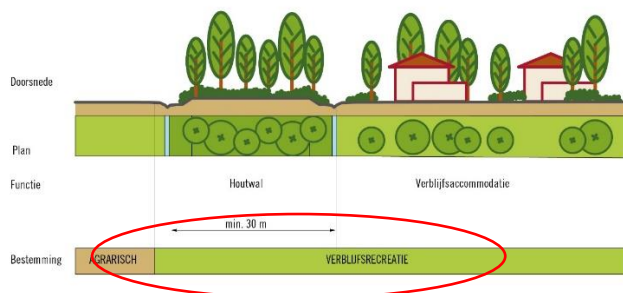 Doorsnede
Plan
Functie Houtwal Verblijfsaccommodatie
min. 30 m
Bestemming AGRARISCH VERBLIJFSRECREATIE